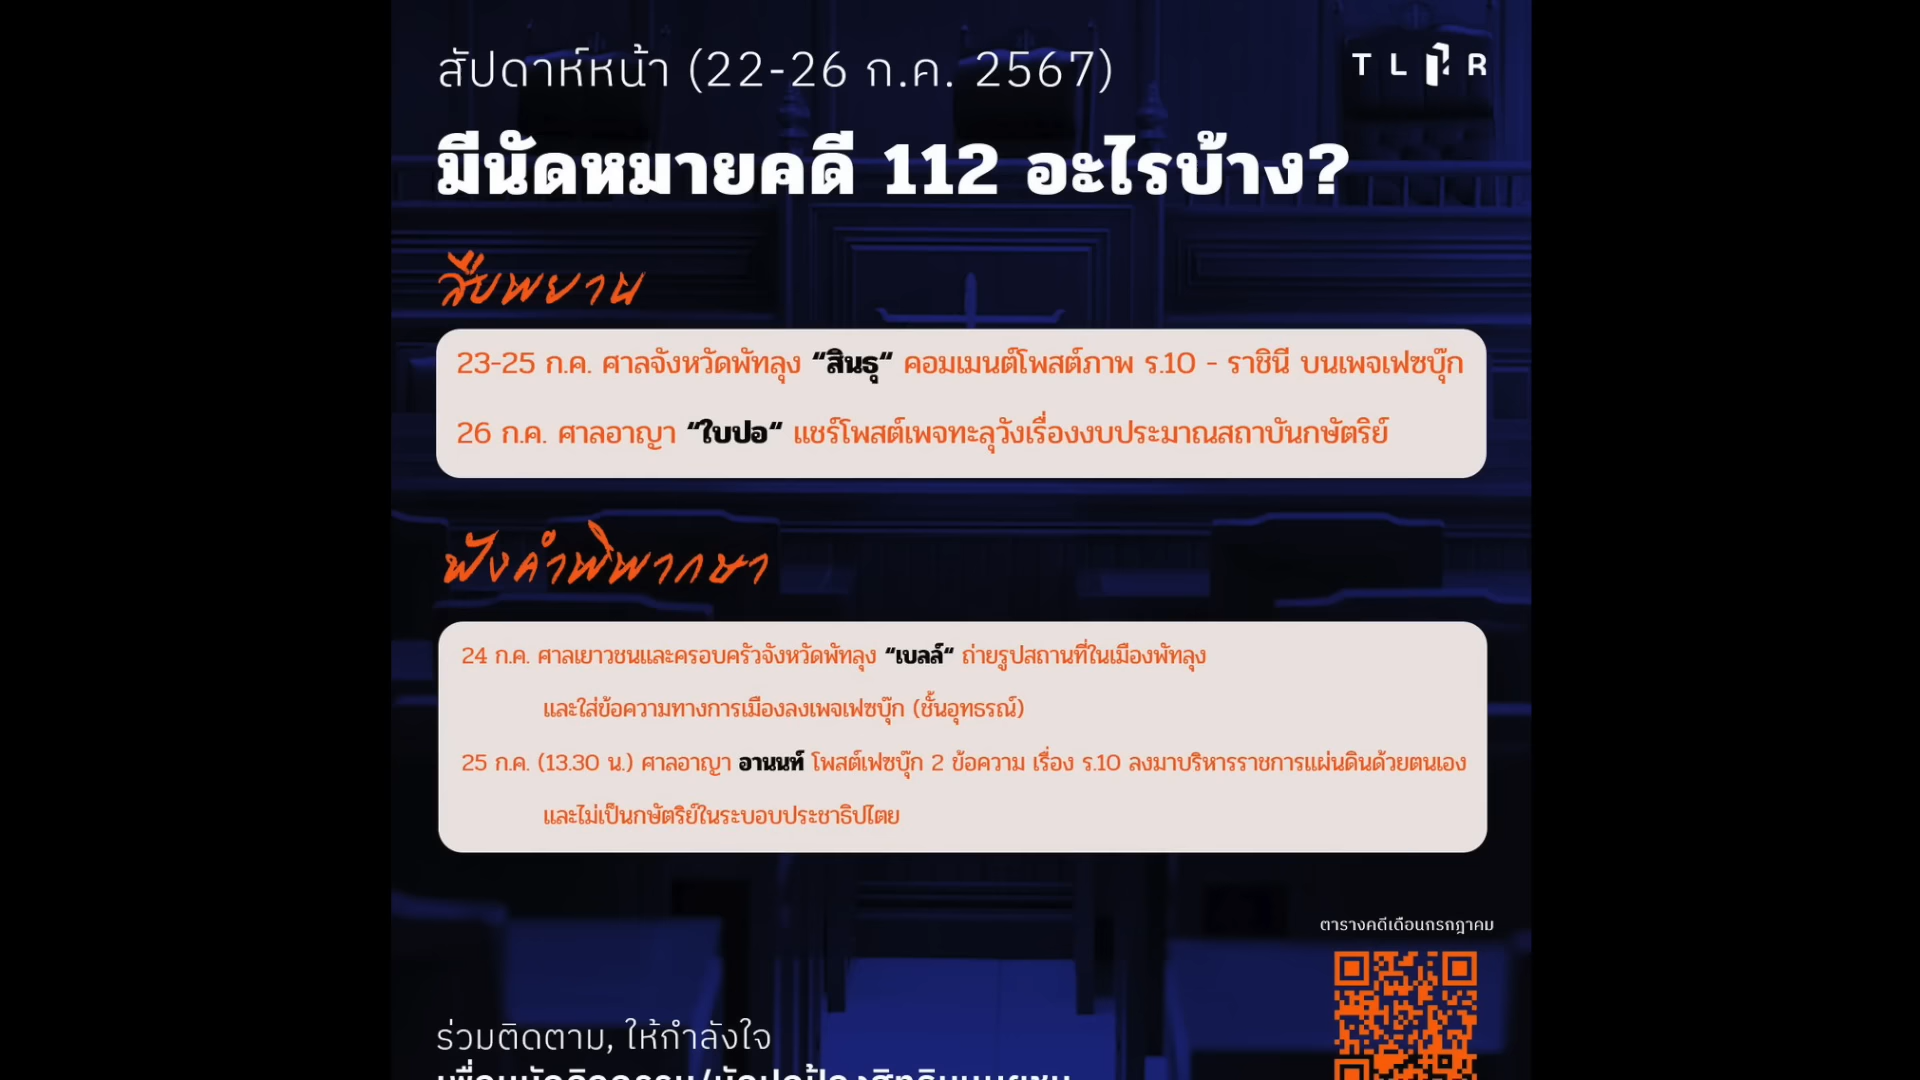 สัปดาห์หน้า (22-26 ก.ค. 2567)
TLHR
มีนัดหมายคดี 112 อะไรบ้าง?
สืบพยาน
23-25 ก.ค. ศาลจังหวัดพัทลุง “สินธุ“ คอมเมนต์โพสต์ภาพ ร.10 - ราชินี บนเพจเฟซบุ๊ก
26 ก.ค. ศาลอาญา “ใบปอ“ แชร์โพสต์เพจทะลุวังเรื่องงบประมาณสถาบันกษัตริย์
ฟังคำพิพากษา
24 ก.ค. ศาลเยาวชนและครอบครัวจังหวัดพัทลุง “เบลล์“ ถ่ายรูปสถานที่ในเมืองพัทลุง
และใส่ข้อความทางการเมืองลงเพจเฟซบุ๊ก (ชั้นอุทธรณ์)
25 ก.ค. (13.30 น.) ศาลอาญา อานนท์ โพสต์เฟซบุ๊ก 2 ข้อความ เรื่อง ร.10 ลงมาบริหารราชการแผ่นดินด้วยตนเอง
และไม่เป็นกษัตริย์ในระบอบประชาธิปไตย
ตารางคดีเดือนกรกฎาคม
ร่วมติดตาม, ให้กำลังใจ